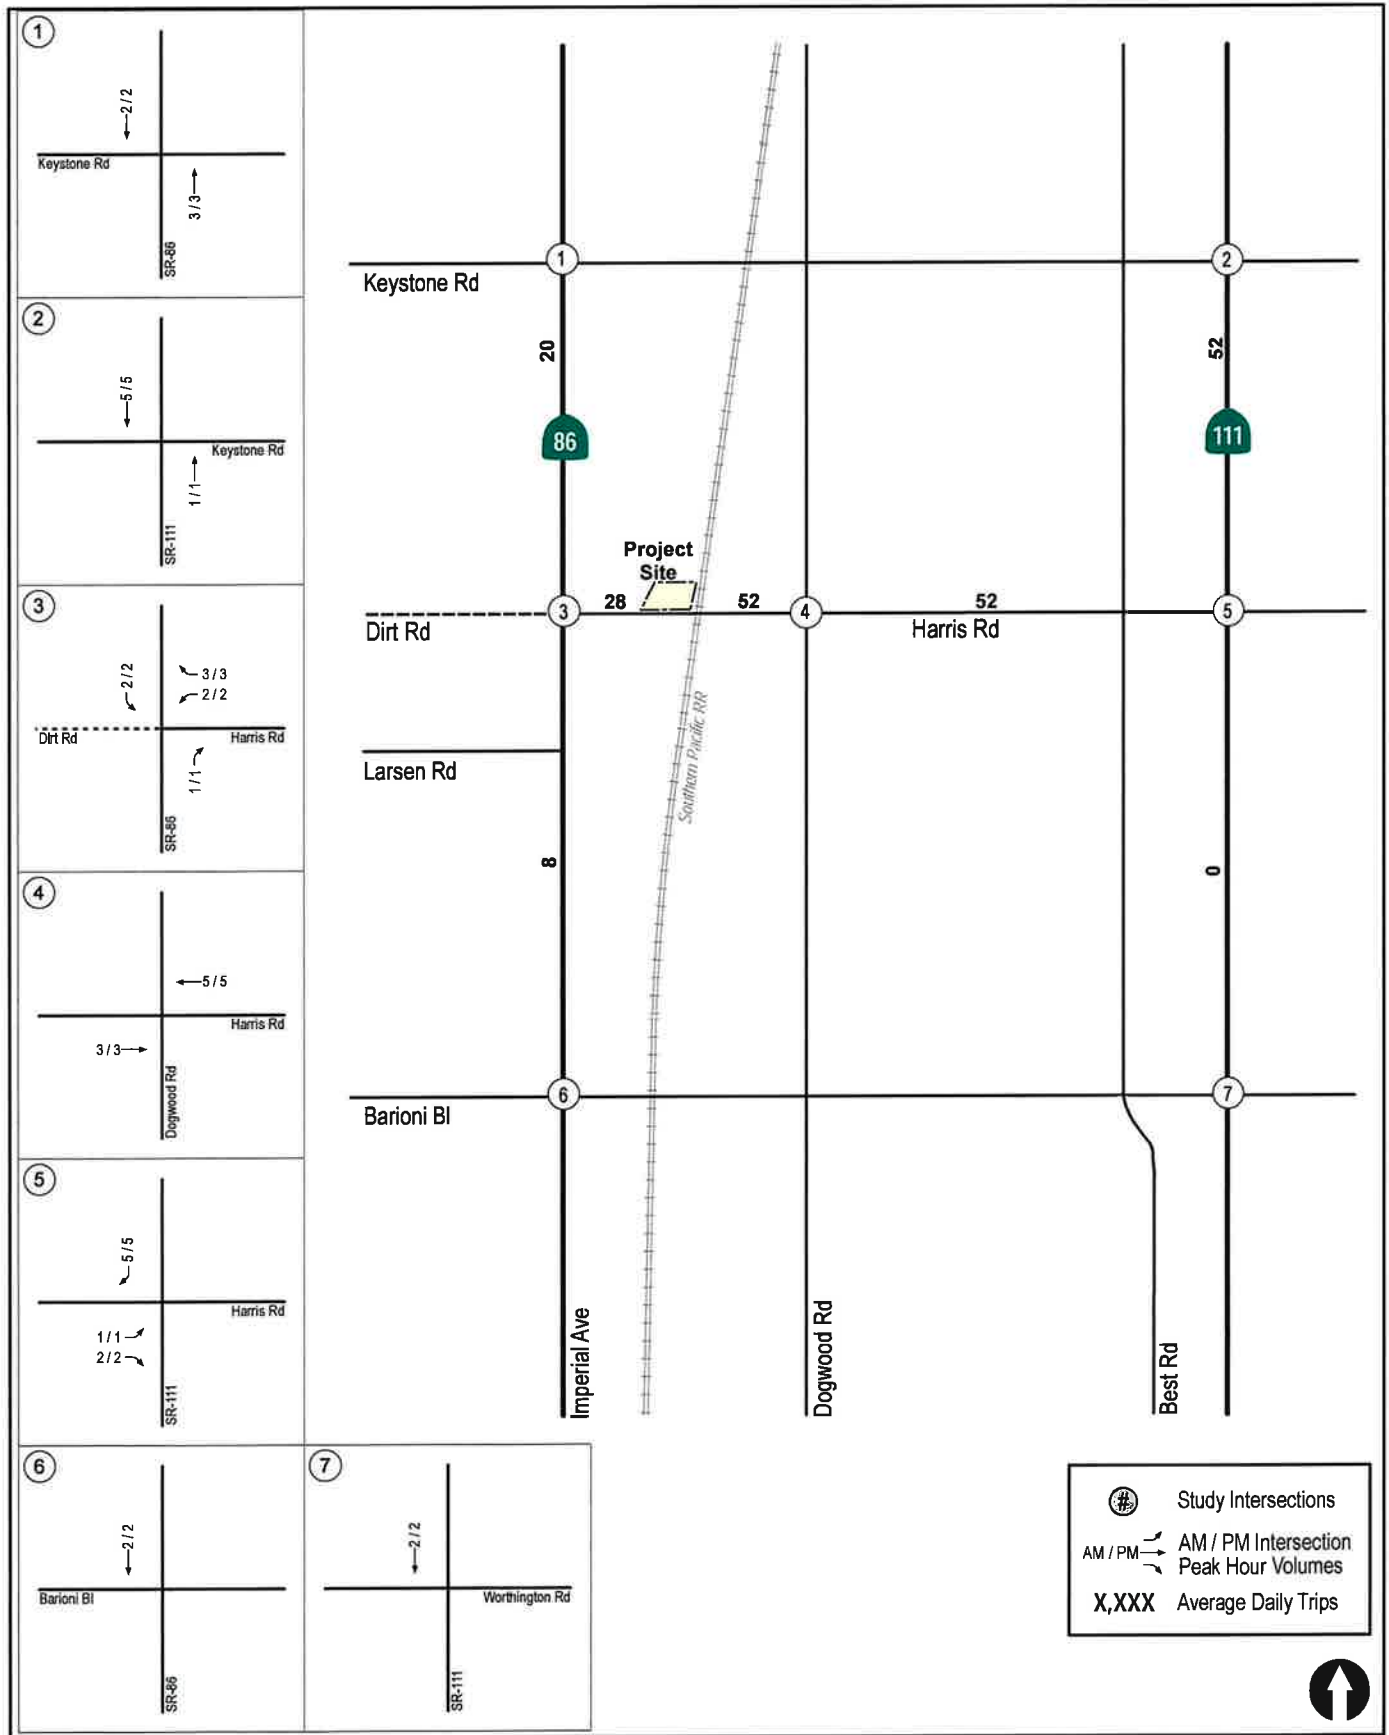 1
2 / 2
Keystone Rd
3 / 3
SR-86
2
5 / 5
Keystone Rd
1 / 1
SR-111
3
2 / 2
3 / 3
2 / 2
Dirt Rd
Harris Rd
1 / 1
SR-86
4
5 / 5
Harris Rd
3 / 3
Dogwood Rd
5
5 / 5
Harris Rd
1 / 1
2 / 2
SR-111
6
2 / 2
Barioni Bl
SR-86
7
2 / 2
Worthington Rd
SR-111
1
2
Keystone Rd
20
52
86
111
Project
Site
28
52
52
3
4
5
Dirt Rd
Harris Rd
Southern Pacific RR
Larsen Rd
8
0
6
7
Barioni Bl
Imperial Ave
Dogwood Rd
Best Rd
# Study Intersections
AM / PM AM / PM Intersection
Peak Hour Volumes
X,XXX Average Daily Trips